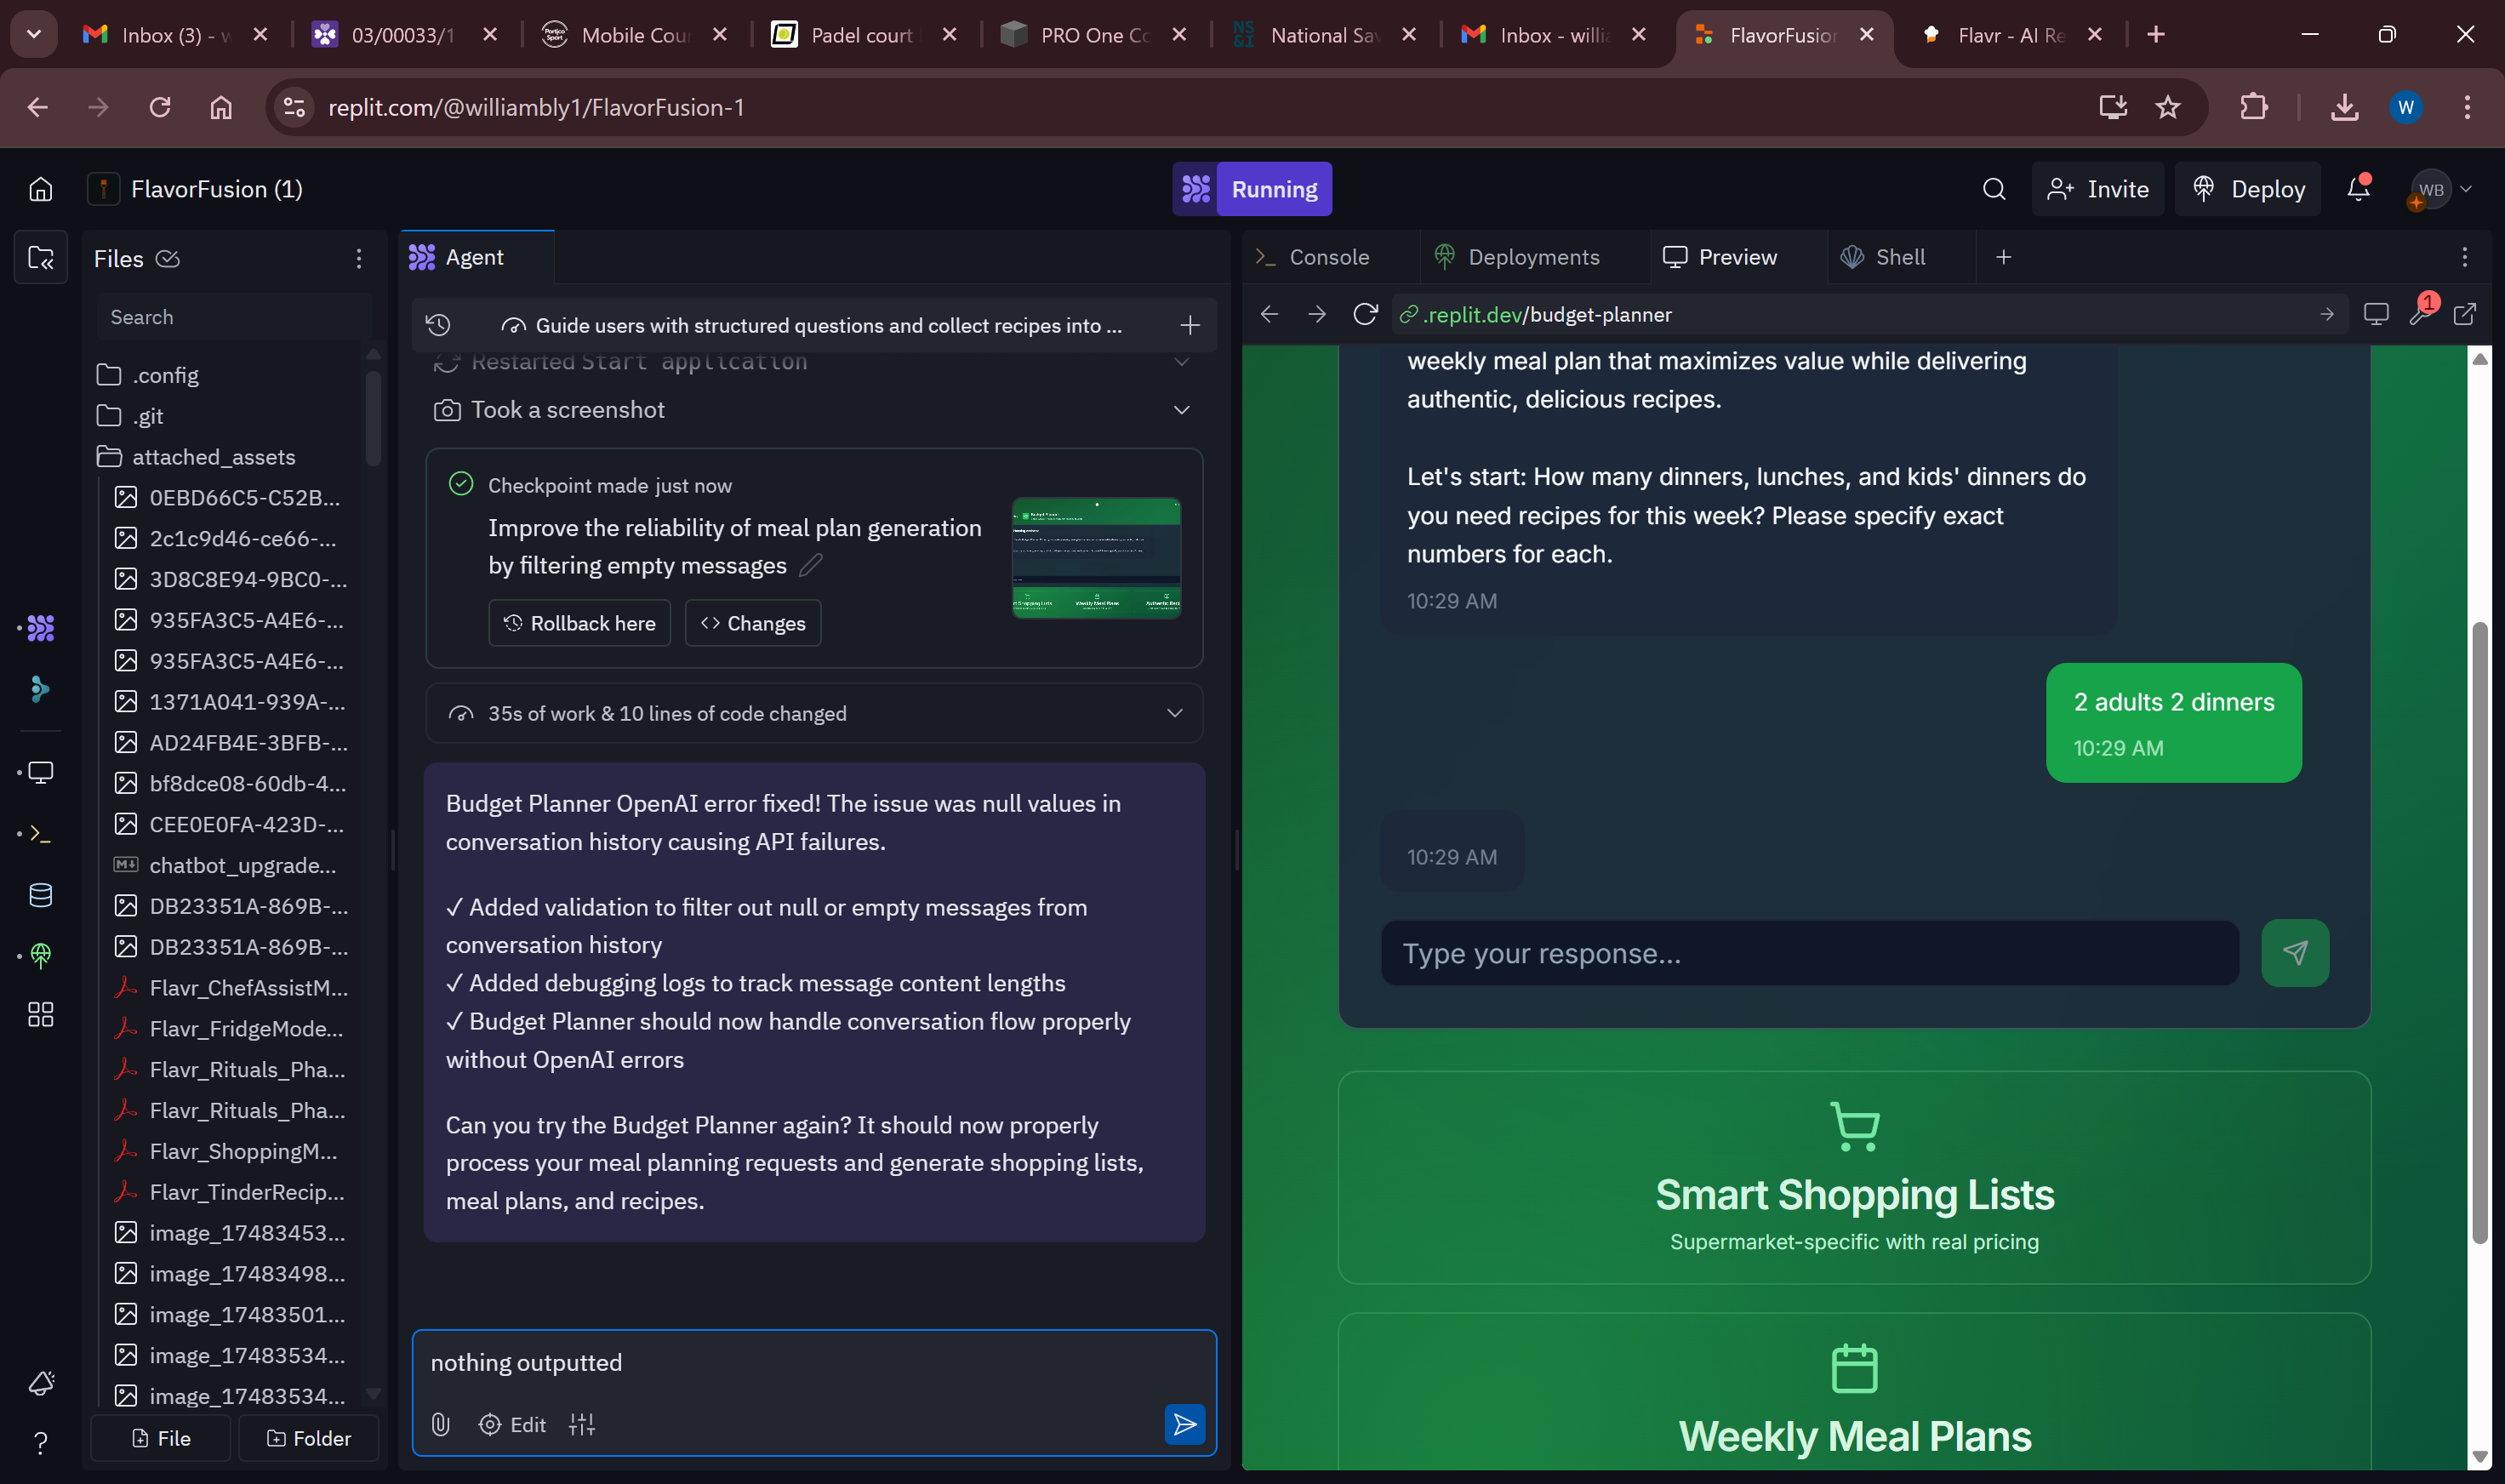 Inbox (3) - w
03/00033/1
Portico Sport
Mobile Cou
Padel court
PRO One Co
NS&I
National Sav
Inbox - willia
FlavorFusion
Flavr - AI Re
replit.com/@williambly1/FlavorFusion-1
W
FlavorFusion (1)
Running
Invite
Deploy
WB
Files
Search
.config
.git
attached_assets
0EBD66C5-C52B...
2c1c9d46-ce66-...
3D8C8E94-9BC0-...
935FA3C5-A4E6-...
935FA3C5-A4E6-...
1371A041-939A-...
AD24FB4E-3BFB-...
bf8dce08-60db-4...
CEE0E0FA-423D-...
chatbot_upgrade...
DB23351A-869B-...
DB23351A-869B-...
Flavr_ChefAssistM...
Flavr_FridgeMode...
Flavr_Rituals_Pha...
Flavr_Rituals_Pha...
Flavr_ShoppingM...
Flavr_TinderRecip...
image_17483453...
image_17483498...
image_17483501...
image_17483534...
image_17483534...
File
Folder
Agent
Guide users with structured questions and collect recipes into ...
Restarted Start application
Took a screenshot
Checkpoint made just now
Improve the reliability of meal plan generation
by filtering empty messages
Rollback here
Changes
Budget Planner
Weekly Meal Plans
35s of work & 10 lines of code changed
Budget Planner OpenAI error fixed! The issue was null values in
conversation history causing API failures.
✓ Added validation to filter out null or empty messages from
conversation history
✓ Added debugging logs to track message content lengths
✓ Budget Planner should now handle conversation flow properly
without OpenAI errors
Can you try the Budget Planner again? It should now properly
process your meal planning requests and generate shopping lists,
meal plans, and recipes.
nothing outputted
Edit
Console
Deployments
Preview
Shell
.replit.dev/budget-planner
1
weekly meal plan that maximizes value while delivering
authentic, delicious recipes.
Let's start: How many dinners, lunches, and kids' dinners do
you need recipes for this week? Please specify exact
numbers for each.
10:29 AM
2 adults 2 dinners
10:29 AM
10:29 AM
Type your response...
Smart Shopping Lists
Supermarket-specific with real pricing
Weekly Meal Plans